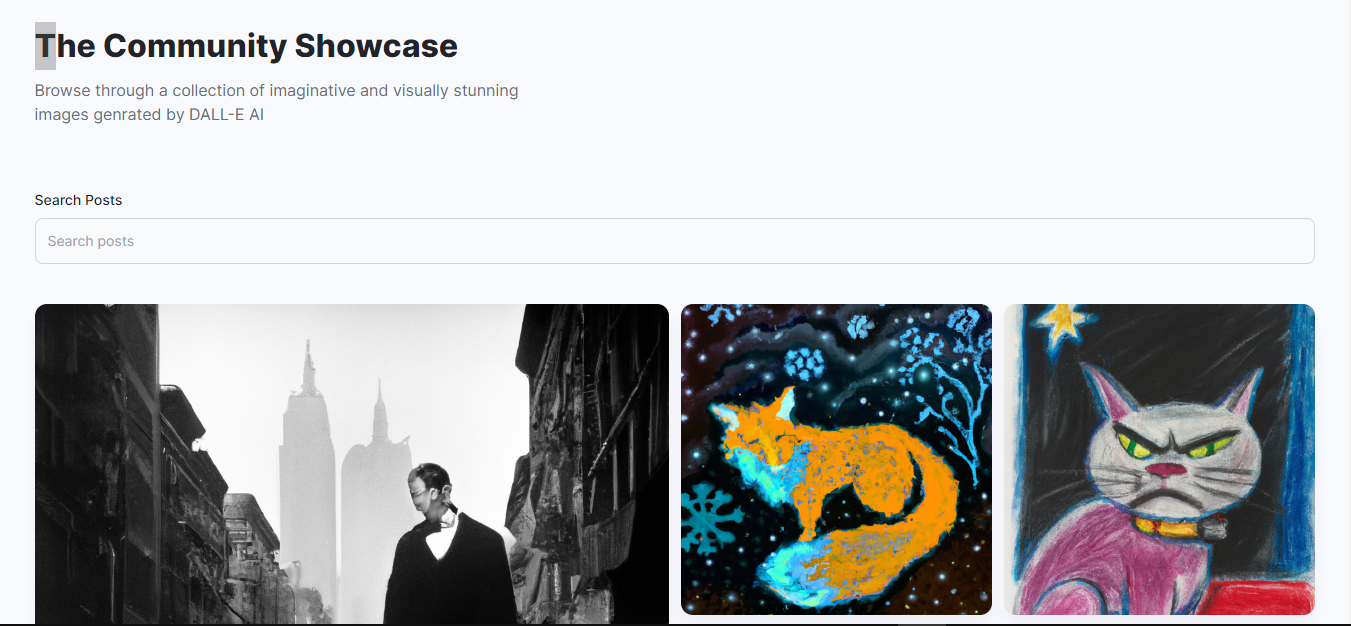 The Community Showcase
Browse through a collection of imaginative and visually stunning
images genrated by DALL-E AI
Search Posts
Search posts